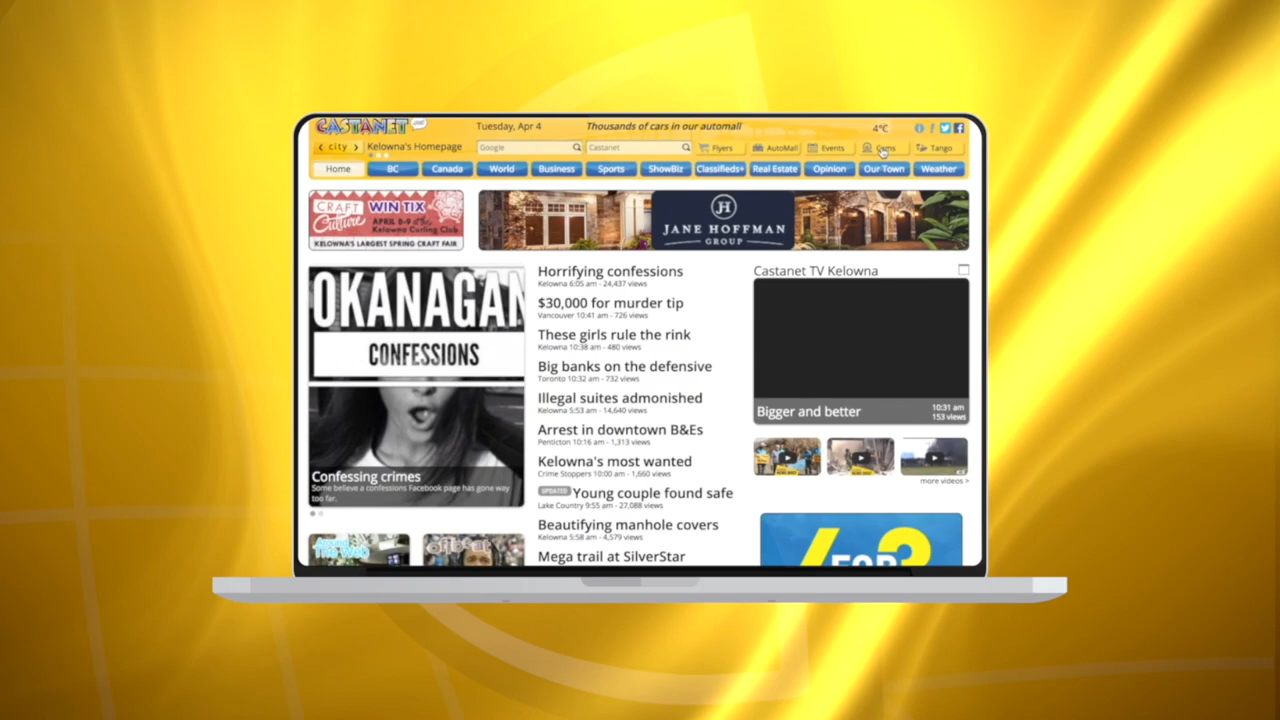 CASTANET
Tuesday, Apr 4
Thousands of cars in our automall
4°C
< city >
Kelowna's Homepage
Google
Castanet
Flyers
AutoMall
Events
Tango
Home
BC
Canada
World
Business
Sports
ShowBiz
Classifieds+
Real Estate
Opinion
Our Town
Weather
CRAFT
Culture
WIN TIX
APRIL 8-9 at the
Kelowna Curling Club
KELOWNA'S LARGEST SPRING CRAFT FAIR
JH
JANE HOFFMAN
GROUP
OKANAGAN
CONFESSIONS
Confessing crimes
Some believe a confessions Facebook page has gone way
too far.
Around
The WeB
offbeat
Horrifying confessions
Kelowna 6:05 am - 24,437 views
$30,000 for murder tip
Vancouver 10:41 am - 726 views
These girls rule the rink
Kelowna 10:38 am - 480 views
Big banks on the defensive
Toronto 10:32 am - 732 views
Illegal suites admonished
Kelowna 5:53 am - 14,640 views
Arrest in downtown B&Es
Penticton 10:16 am - 1,313 views
Kelowna's most wanted
Crime Stoppers 10:00 am - 1,660 views
UPDATED Young couple found safe
Lake Country 9:55 am - 27,088 views
Beautifying manhole covers
Kelowna 5:58 am - 4,579 views
Mega trail at SilverStar
Castanet TV Kelowna
Bigger and better
10:31 am
153 views
more videos >
FOR